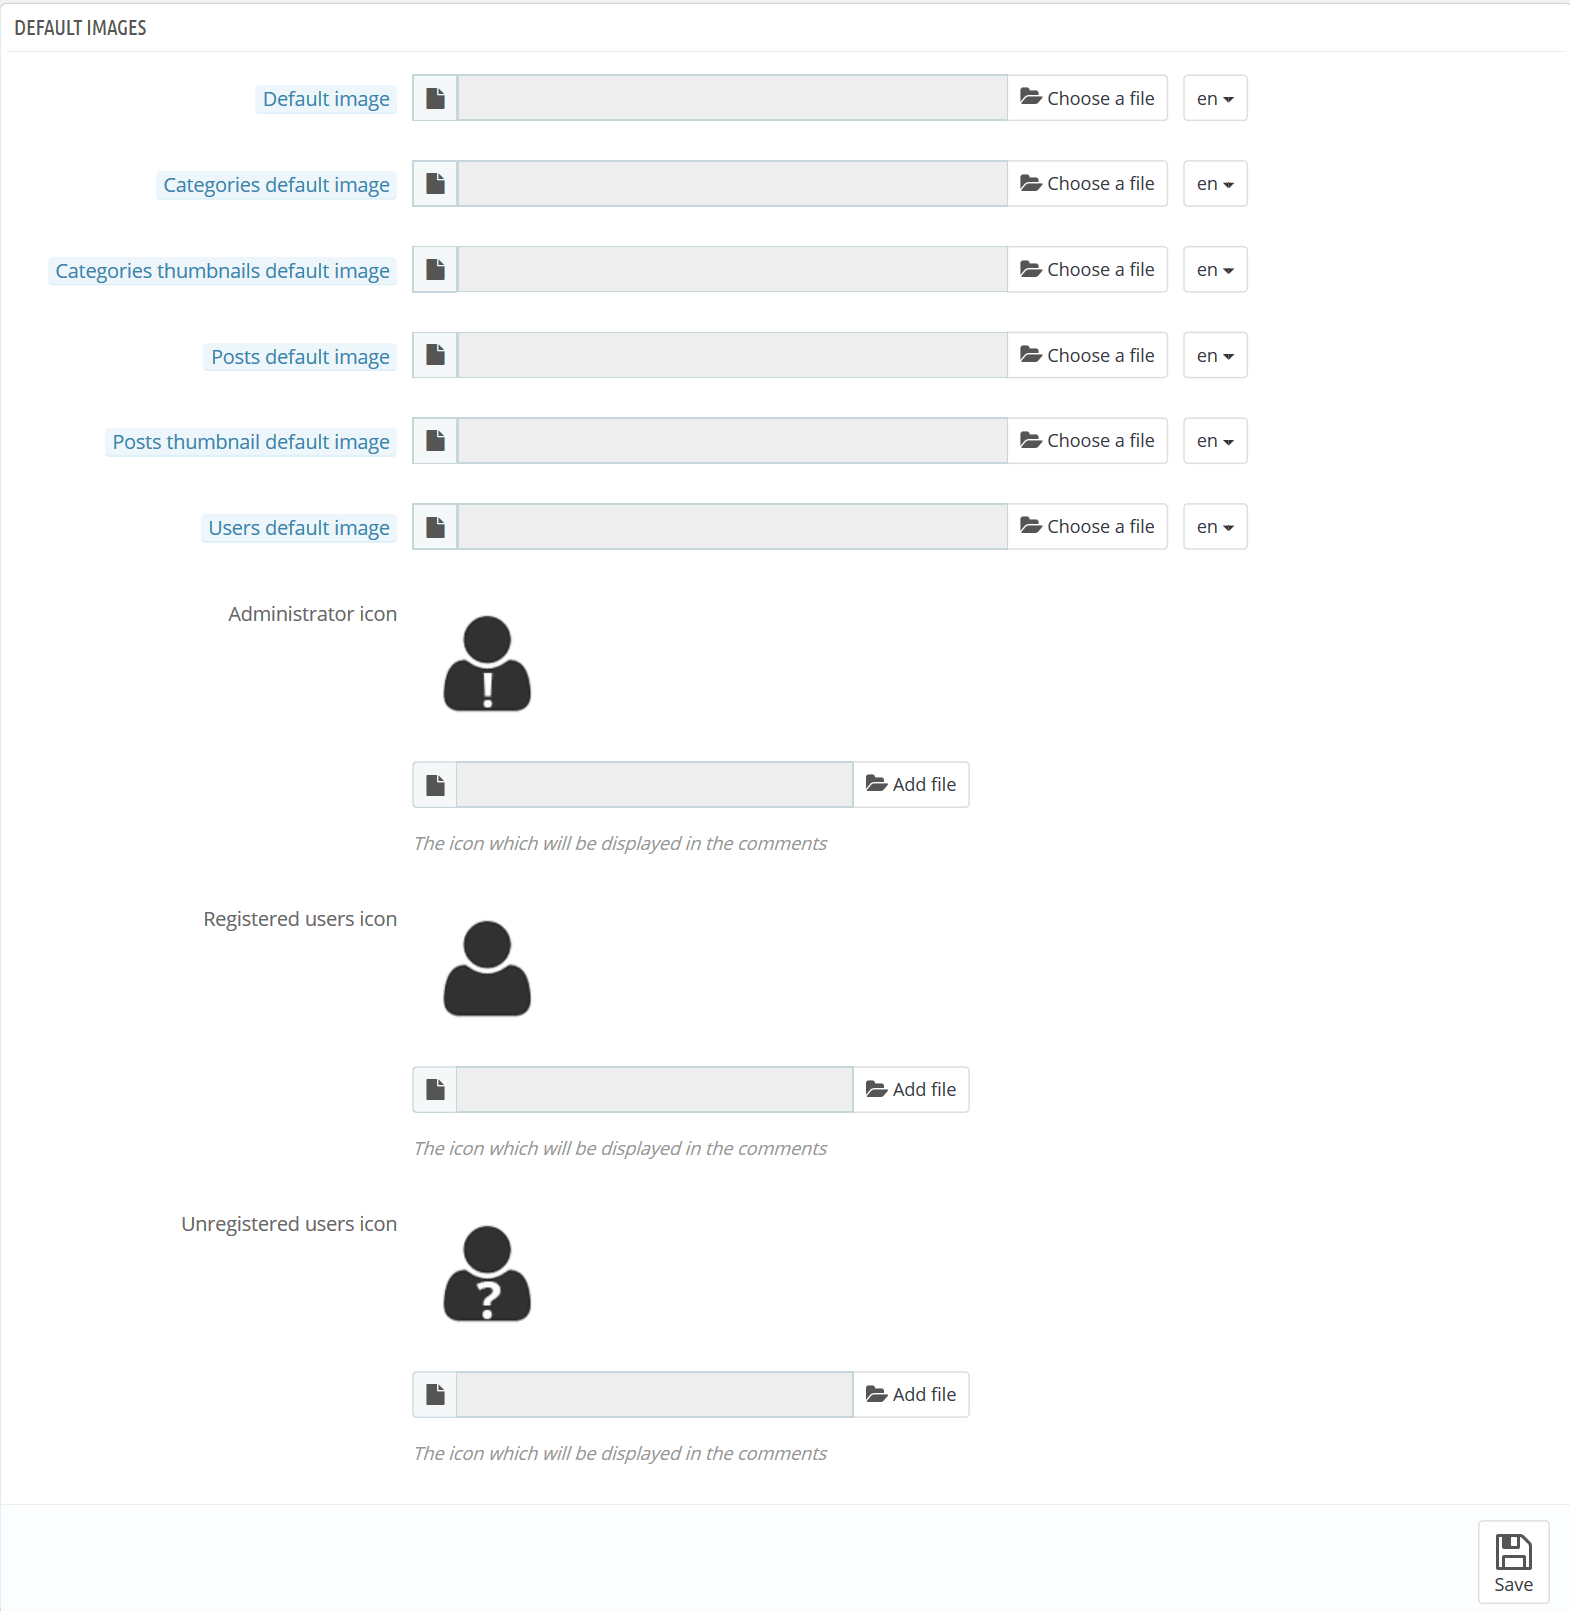 DEFAULT IMAGES
Default image Choose a file en
Categories default image Choose a file en
Categories thumbnails default image Choose a file en
Posts default image Choose a file en
Posts thumbnail default image Choose a file en
Users default image Choose a file en
Administrator icon
!
Add file
The icon which will be displayed in the comments
Registered users icon
Add file
The icon which will be displayed in the comments
Unregistered users icon
?
Add file
The icon which will be displayed in the comments
Save